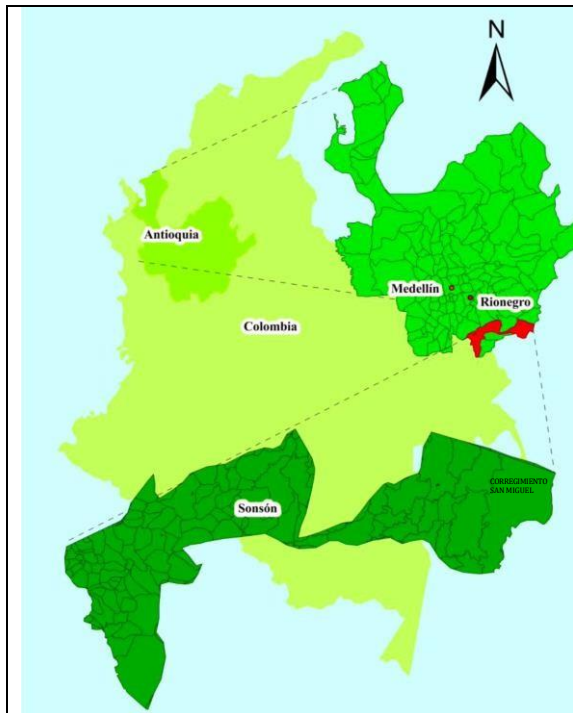 N
Antioquia
Medellín
Rionegro
Colombia
CORREGIMIENTO
SAN MIGUEL
Sonsón